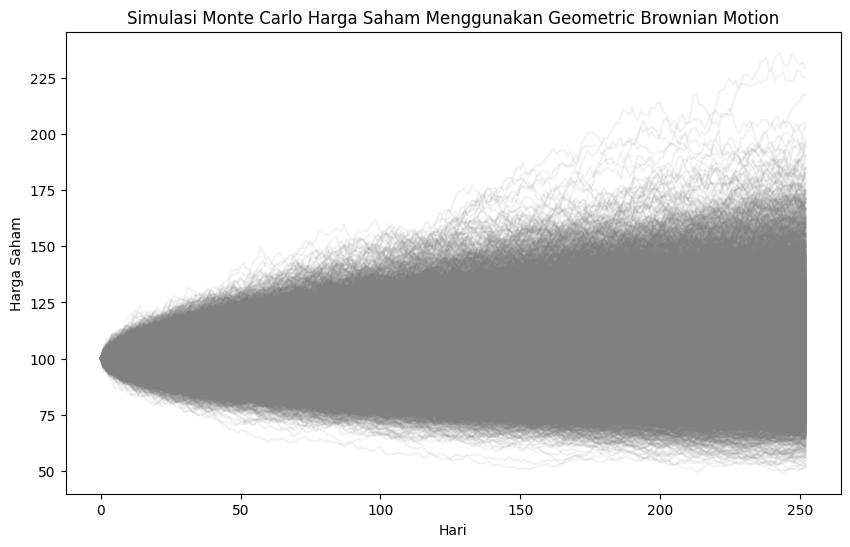 Simulasi Monte Carlo Harga Saham Menggunakan Geometric Brownian Motion
Harga Saham
225
200
175
150
125
100
75
50
0 50 100 150 200 250
Hari